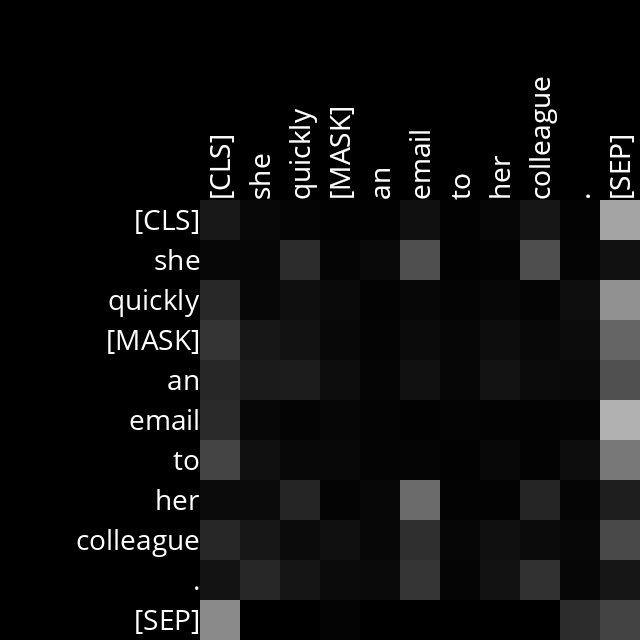 [CLS] she quickly [MASK] an email to her colleague . [SEP]
[CLS]
she
quickly
[MASK]
an
email
to
her
colleague
.
[SEP]